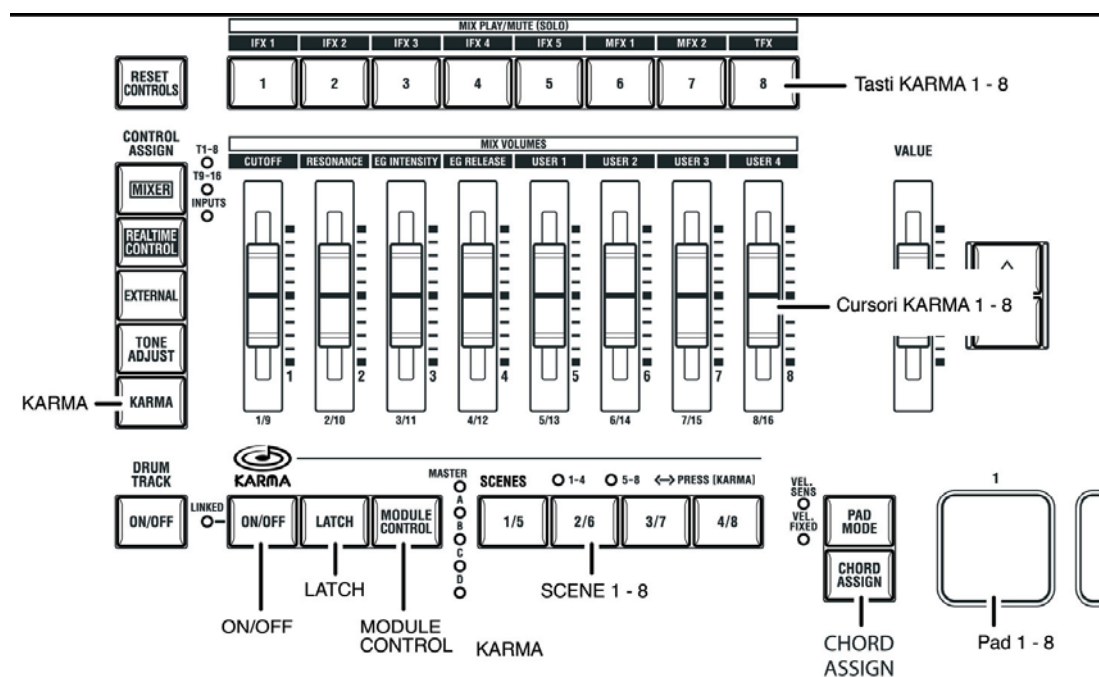 MIX PLAY/MUTE (SOLO)
IFX 1 IFX 2 IFX 3 IFX 4 IFX 5 MFX 1 MFX 2 TFX
RESET CONTROLS
1 2 3 4 5 6 7 8
Tasti KARMA 1 - 8
CONTROL ASSIGN
T1-8
T9-16
INPUTS
MIX VOLUMES
CUTOFF RESONANCE EG INTENSITY EG RELEASE USER 1 USER 2 USER 3 USER 4
VALUE
MIXER
REALTIME CONTROL
EXTERNAL
TONE ADJUST
KARMA
KARMA
Cursori KARMA 1 - 8
1 2 3 4 5 6 7 8
1/9 2/10 3/11 4/12 5/13 6/14 7/15 8/16
DRUM TRACK
ON/OFF
LINKED
KARMA
ON/OFF
LATCH
MODULE CONTROL
MASTER
A
B
C
D
SCENES 1-4 5-8 <--> PRESS [KARMA]
1/5 2/6 3/7 4/8
VEL. SENS
VEL. FIXED
PAD MODE
CHORD ASSIGN
1
LATCH
SCENE 1 - 8
ON/OFF
MODULE CONTROL
KARMA
CHORD ASSIGN
Pad 1 - 8